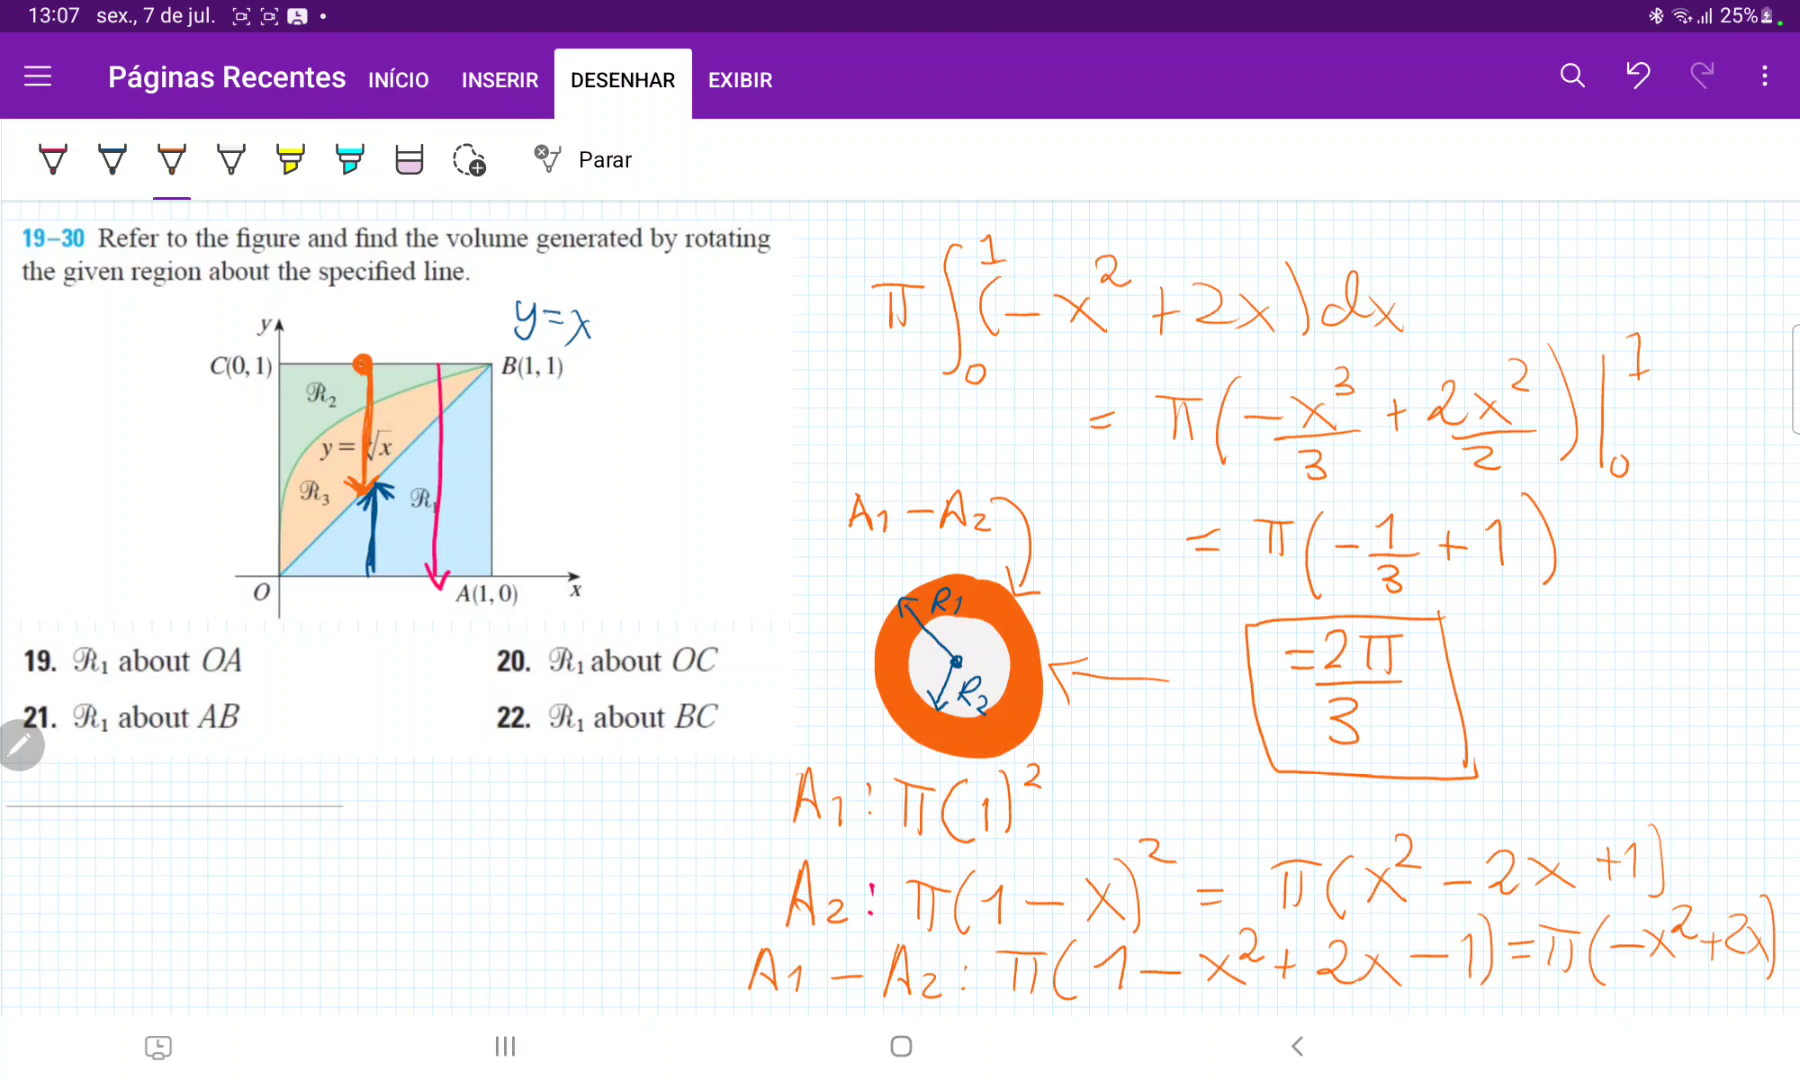 13:07 sex., 7 de jul. 25%
Páginas Recentes INÍCIO INSERIR DESENHAR EXIBIR
Parar
19–30 Refer to the figure and find the volume generated by rotating
the given region about the specified line.
y=x
y
C(0, 1) B(1, 1)
ℛ₂
y = ∜x
ℛ₃ ℛ₁
O A(1, 0) x
19. ℛ₁ about OA 20. ℛ₁ about OC
21. ℛ₁ about AB 22. ℛ₁ about BC
π∫₀¹(-x²+2x)dx
= π(-x³/3 + 2x²/2)|₀¹
= π(-1/3 + 1)
= 2π/3
A₁-A₂
R₁
R₂
A₁: π(1)²
A₂: π(1-x)² = π(x²-2x+1)
A₁-A₂: π(1-x²+2x-1)=π(-x²+2x)